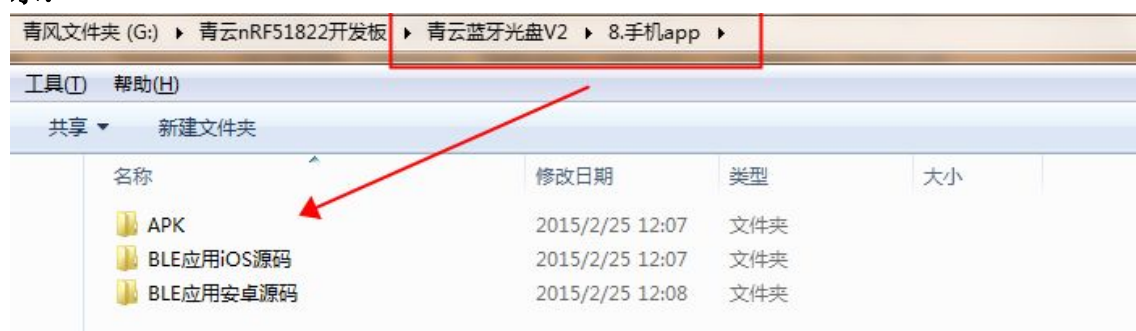 青风文件夹 (G:) ▸ 青云nRF51822开发板 ▸ 青云蓝牙光盘V2 ▸ 8.手机app ▸
工具(T) 帮助(H)
共享 新建文件夹
名称 修改日期 类型 大小
APK 2015/2/25 12:07 文件夹
BLE应用iOS源码 2015/2/25 12:07 文件夹
BLE应用安卓源码 2015/2/25 12:08 文件夹